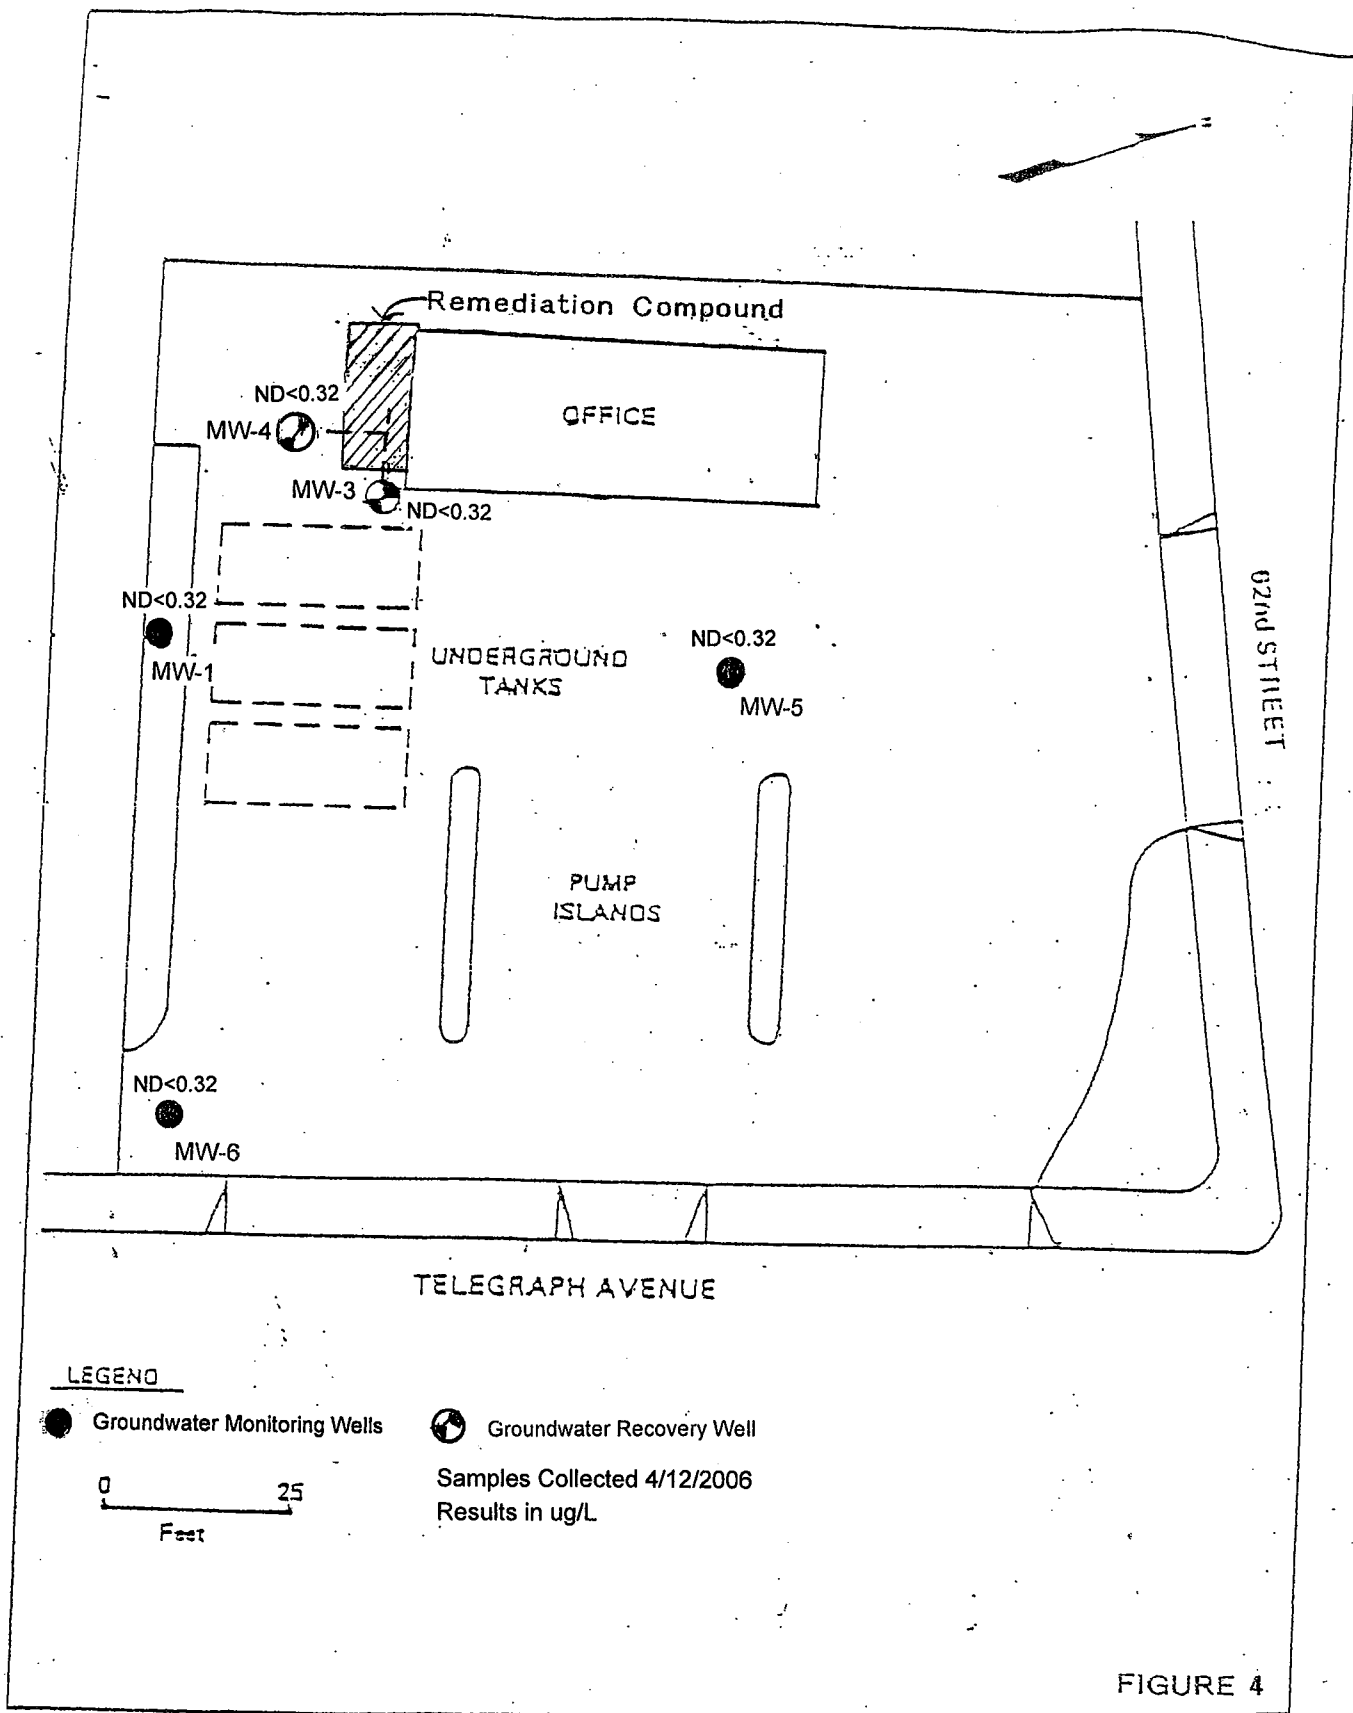 Remediation Compound
ND<0.32
OFFICE
MW-4
MW-3
ND<0.32
ND<0.32
MW-1
UNDERGROUND
TANKS
ND<0.32
MW-5
62nd STREET
PUMP
ISLANDS
ND<0.32
MW-6
TELEGRAPH AVENUE
LEGEND
Groundwater Monitoring Wells
Groundwater Recovery Well
0 25
Feet
Samples Collected 4/12/2006
Results in ug/L
FIGURE 4